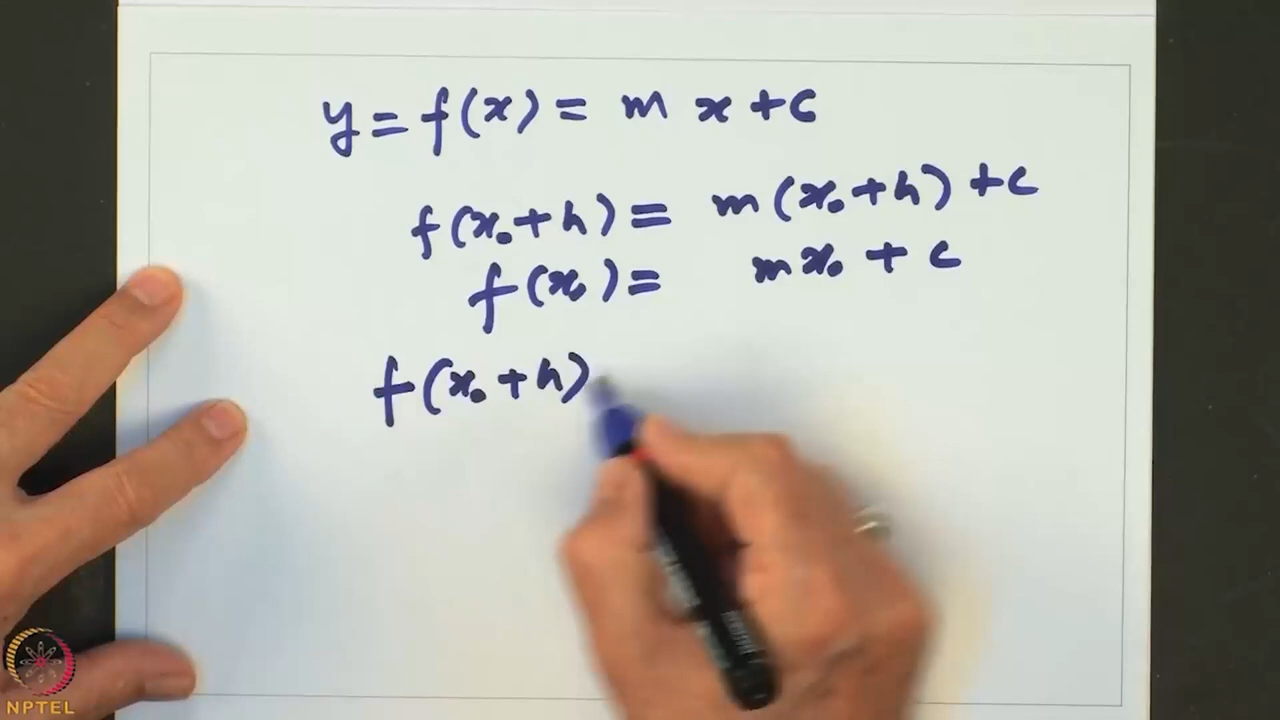 y = f(x) = m x + c
f(x₀ + h) = m(x₀ + h) + c
f(x₀) = mx₀ + c
f(x₀ + h)
NPTEL